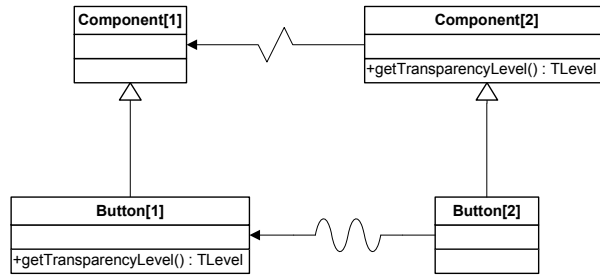 Component[1]
Component[2]
+getTransparencyLevel() : TLevel
Button[1]
Button[2]
+getTransparencyLevel() : TLevel